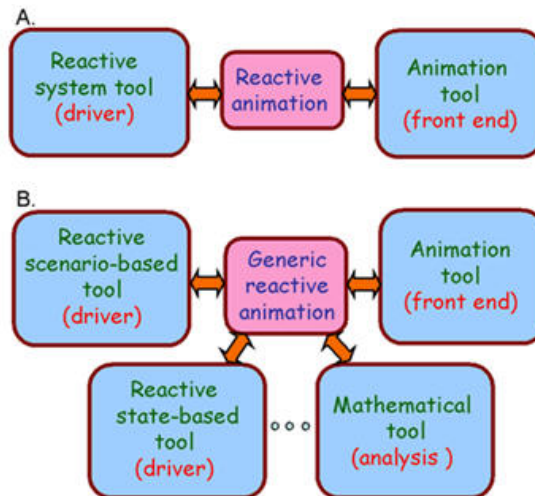 A.
Reactive
system tool
(driver)
Reactive
animation
Animation
tool
(front end)
B.
Reactive
scenario-based
tool
(driver)
Generic
reactive
animation
Animation
tool
(front end)
Reactive
state-based
tool
(driver)
Mathematical
tool
(analysis )